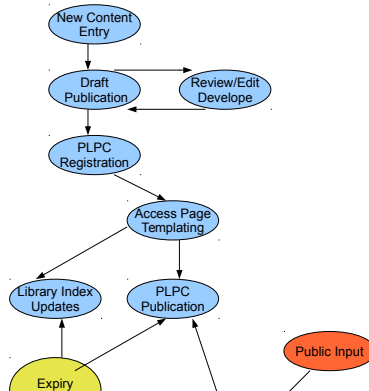 New Content
Entry
Draft
Publication
Review/Edit
Develope
PLPC
Registration
Access Page
Templating
Library Index
Updates
PLPC
Publication
Public Input
Expiry